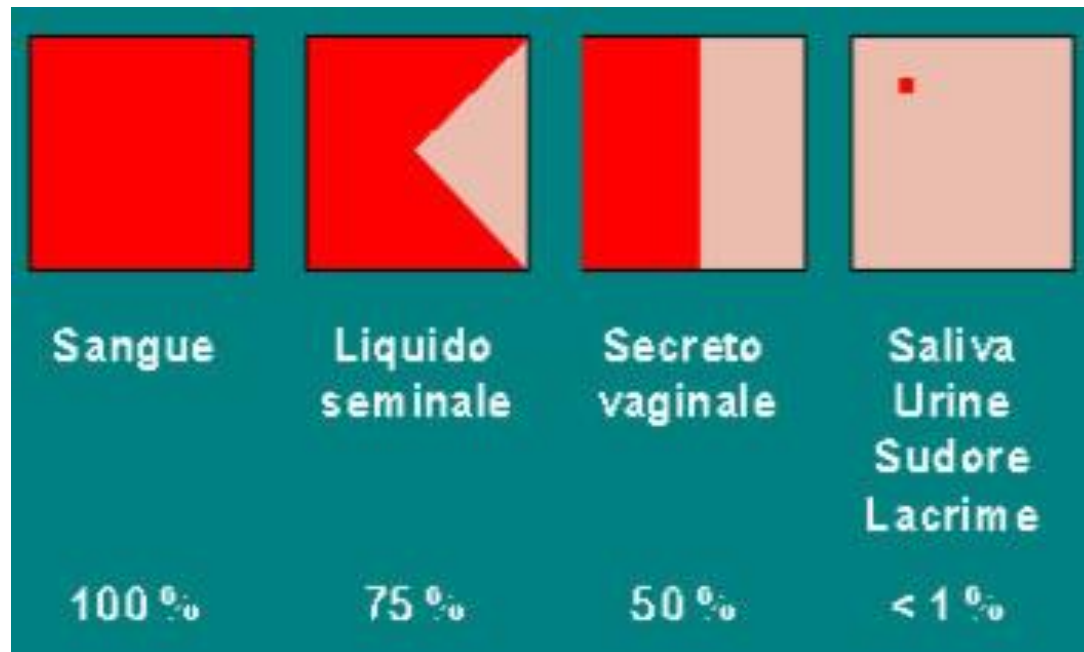 Sangue
Liquido
seminale
Secreto
vaginale
Saliva
Urine
Sudore
Lacrime
100 %
75 %
50 %
< 1 %